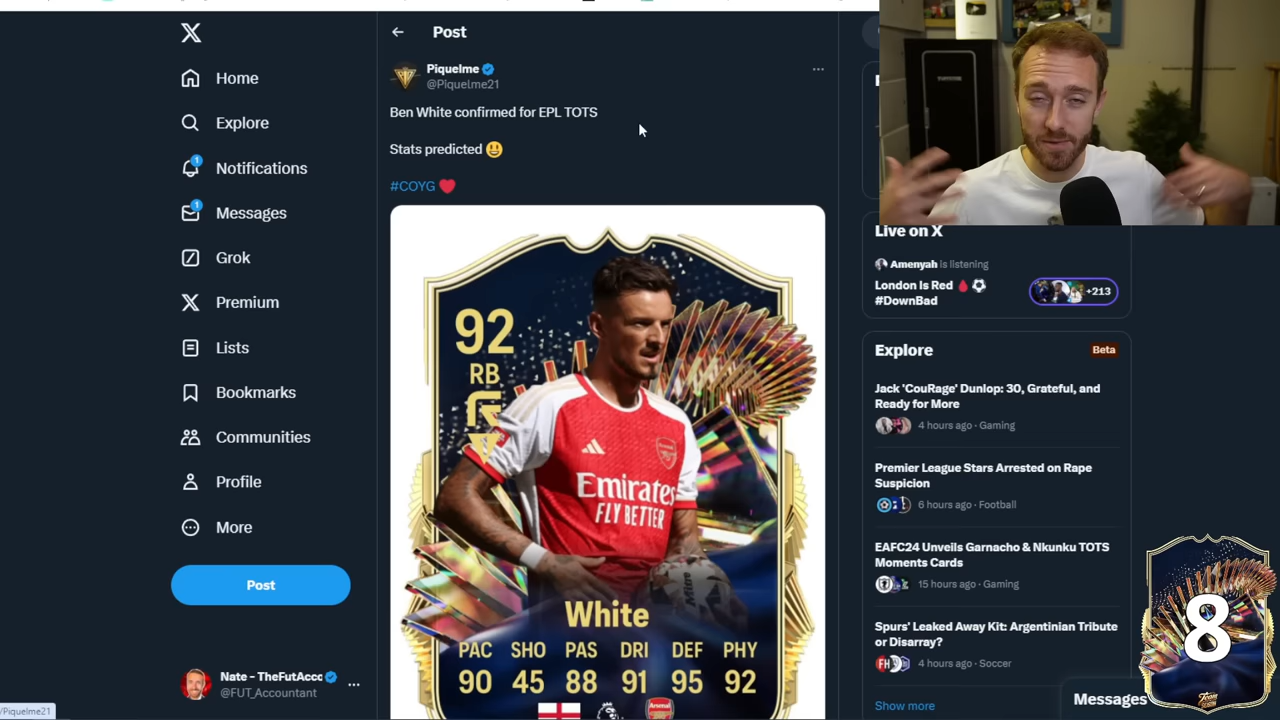 Post
Home
Explore
Notifications
1
Messages
1
Grok
Premium
Lists
Bookmarks
Communities
Profile
More
Post
Nate - TheFutAccc
@FUT_Accountant
/Piquelme21
Piquelme
@Piquelme21
Ben White confirmed for EPL TOTS
Stats predicted
#COYG
92
RB
Emirates
FLY BETTER
White
PAC SHO PAS DRI DEF PHY
90 45 88 91 95 92
Arsenal
Live on X
Amenyah is listening
London Is Red
#DownBad
+213
Explore
Beta
Jack 'CouRage' Dunlop: 30, Grateful, and
Ready for More
4 hours ago · Gaming
Premier League Stars Arrested on Rape
Suspicion
6 hours ago · Football
EAFC24 Unveils Garnacho & Nkunku TOTS
Moments Cards
15 hours ago · Gaming
Spurs' Leaked Away Kit: Argentinian Tribute
or Disarray?
4 hours ago · Soccer
Show more
Messages
8